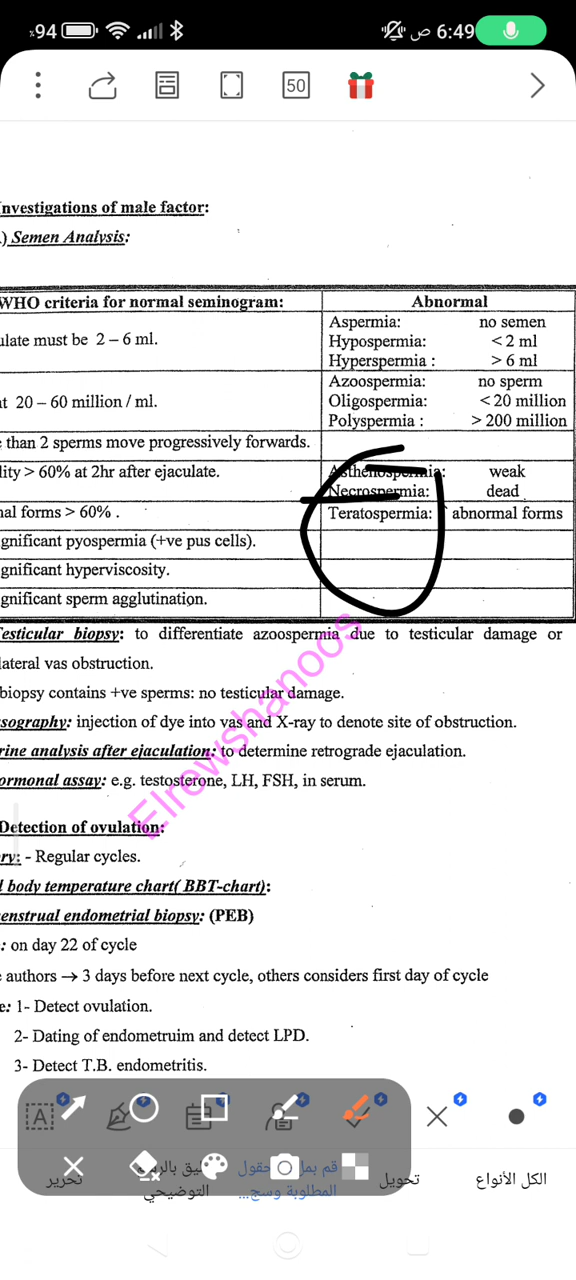 ٪94
6:49 ص
50
Investigations of male factor:
.) Semen Analysis:
WHO criteria for normal seminogram:
Abnormal
ulate must be 2 – 6 ml.
Aspermia: no semen
Hypospermia: < 2 ml
Hyperspermia : > 6 ml
t 20 – 60 million / ml.
Azoospermia: no sperm
Oligospermia: < 20 million
Polyspermia : > 200 million
e than 2 sperms move progressively forwards.
lity > 60% at 2hr after ejaculate.
Asthenospermia: weak
Necrospermia: dead
nal forms > 60% .
Teratospermia: abnormal forms
gnificant pyospermia (+ve pus cells).
gnificant hyperviscosity.
gnificant sperm agglutination.
Testicular biopsy: to differentiate azoospermia due to testicular damage or
lateral vas obstruction.
biopsy contains +ve sperms: no testicular damage.
sography: injection of dye into vas and X-ray to denote site of obstruction.
rine analysis after ejaculation: to determine retrograde ejaculation.
ormonal assay: e.g. testosterone, LH, FSH, in serum.
Elrewshanoos
Detection of ovulation:
ry: - Regular cycles.
l body temperature chart( BBT-chart):
enstrual endometrial biopsy: (PEB)
: on day 22 of cycle
e authors → 3 days before next cycle, others considers first day of cycle
e: 1- Detect ovulation.
2- Dating of endometruim and detect LPD.
3- Detect T.B. endometritis.
A
الكل الأنواع
تحويل
قم بما حقول
المطلوبة وسج...
بالر
التوضيحي
تحرير